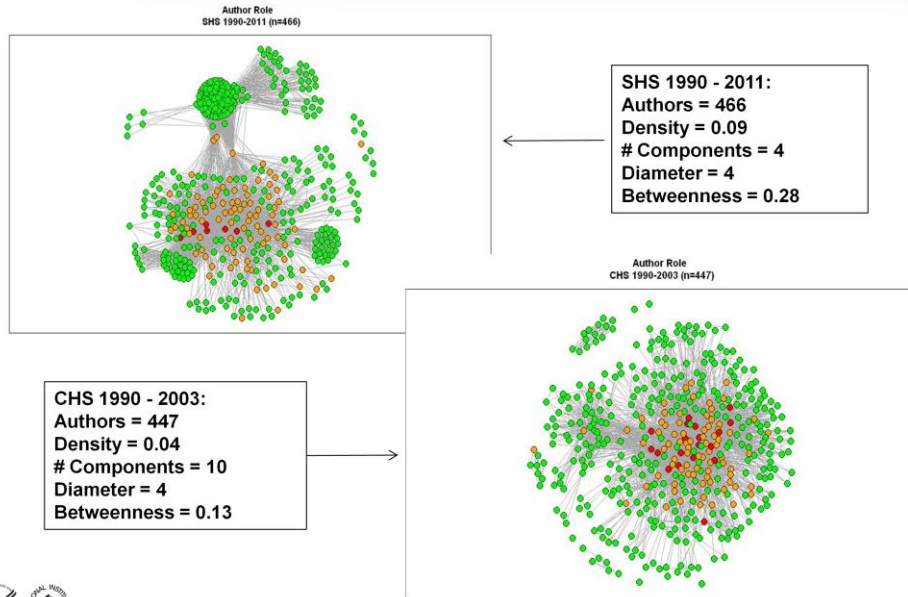 Author Role
SHS 1990-2011 (n=466)
SHS 1990 - 2011:
Authors = 466
Density = 0.09
# Components = 4
Diameter = 4
Betweenness = 0.28
Author Role
CHS 1990-2003 (n=447)
CHS 1990 - 2003:
Authors = 447
Density = 0.04
# Components = 10
Diameter = 4
Betweenness = 0.13